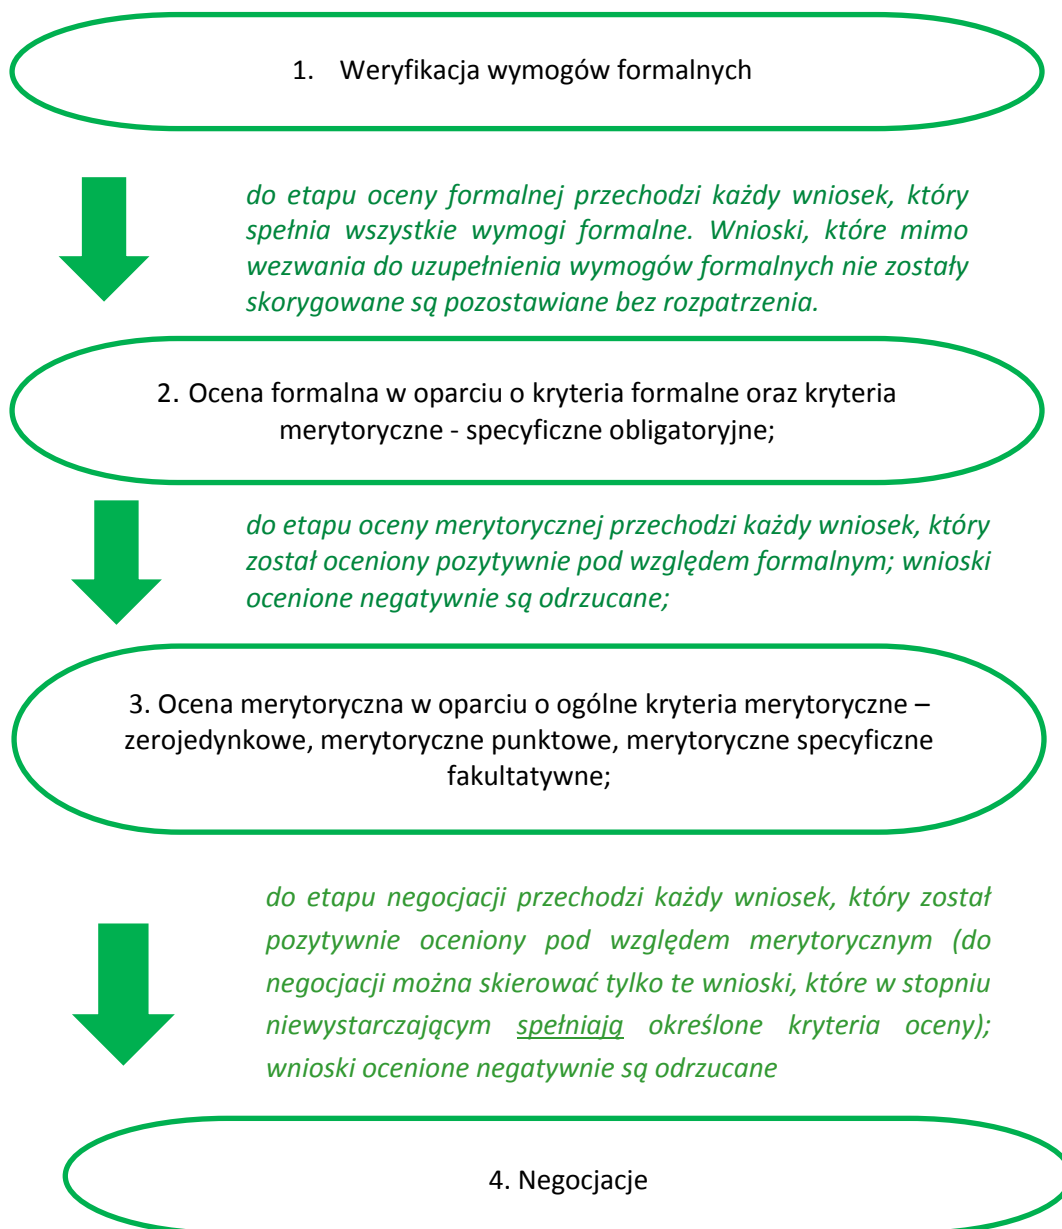 1. Weryfikacja wymogów formalnych
do etapu oceny formalnej przechodzi każdy wniosek, który
spełnia wszystkie wymogi formalne. Wnioski, które mimo
wezwania do uzupełnienia wymogów formalnych nie zostały
skorygowane są pozostawiane bez rozpatrzenia.
2. Ocena formalna w oparciu o kryteria formalne oraz kryteria
merytoryczne - specyficzne obligatoryjne;
do etapu oceny merytorycznej przechodzi każdy wniosek, który
został oceniony pozytywnie pod względem formalnym; wnioski
ocenione negatywnie są odrzucane;
3. Ocena merytoryczna w oparciu o ogólne kryteria merytoryczne –
zerojedynkowe, merytoryczne punktowe, merytoryczne specyficzne
fakultatywne;
do etapu negocjacji przechodzi każdy wniosek, który został
pozytywnie oceniony pod względem merytorycznym (do
negocjacji można skierować tylko te wnioski, które w stopniu
niewystarczającym spełniają określone kryteria oceny);
wnioski ocenione negatywnie są odrzucane
4. Negocjacje